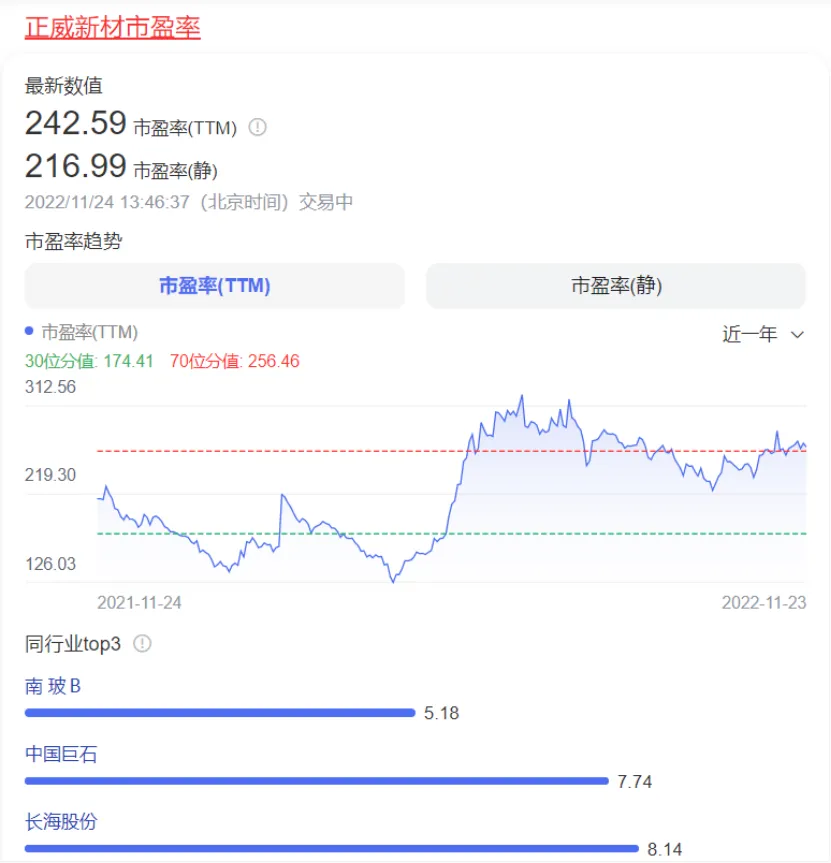 正威新材市盈率
最新数值
242.59 市盈率(TTM)
216.99 市盈率(静)
2022/11/24 13:46:37（北京时间）交易中
市盈率趋势
市盈率(TTM) 市盈率(静)
市盈率(TTM) 近一年
30位分值: 174.41 70位分值: 256.46
312.56
219.30
126.03
2021-11-24 2022-11-23
同行业top3
南 玻B
5.18
中国巨石
7.74
长海股份
8.14